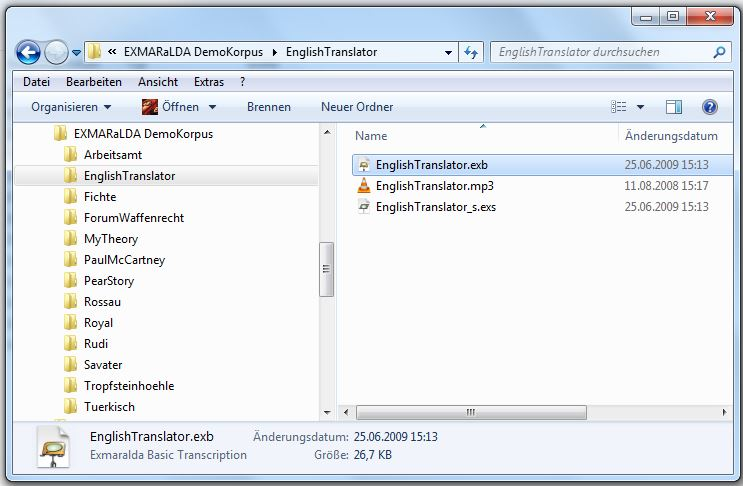 « EXMARaLDA DemoKorpus EnglishTranslator EnglishTranslator durchsuchen
Datei Bearbeiten Ansicht Extras ?
Organisieren Öffnen Brennen Neuer Ordner
EXMARaLDA DemoKorpus
Arbeitsamt
EnglishTranslator
Fichte
ForumWaffenrecht
MyTheory
PaulMcCartney
PearStory
Rossau
Royal
Rudi
Savater
Tropfsteinhoehle
Tuerkisch
Name Änderungsdatum
EnglishTranslator.exb 25.06.2009 15:13
EnglishTranslator.mp3 11.08.2008 15:17
EnglishTranslator_s.exs 25.06.2009 15:13
EnglishTranslator.exb Änderungsdatum: 25.06.2009 15:13
Exmaralda Basic Transcription Größe: 26,7 KB